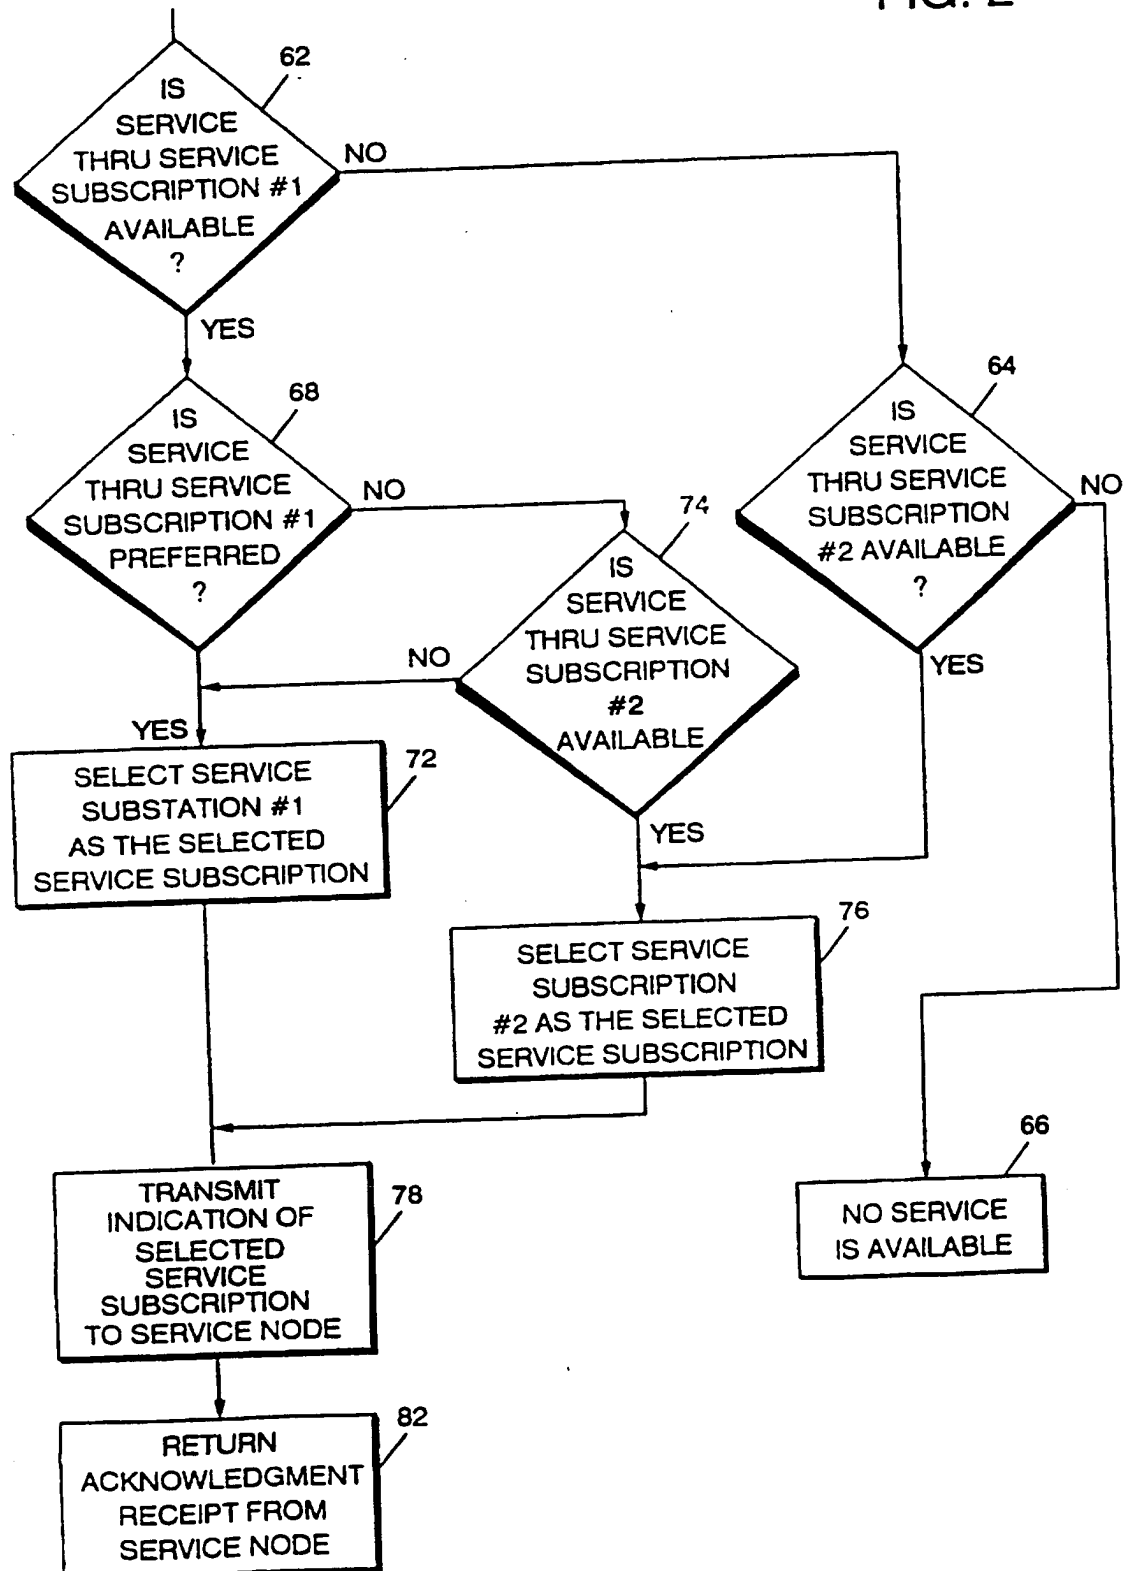 FIG. 2
62
IS
SERVICE
THRU SERVICE
SUBSCRIPTION #1
AVAILABLE
?
NO
YES
68
IS
SERVICE
THRU SERVICE
SUBSCRIPTION #1
PREFERRED
?
NO
YES
64
IS
SERVICE
THRU SERVICE
SUBSCRIPTION
#2 AVAILABLE
?
NO
YES
74
IS
SERVICE
THRU SERVICE
SUBSCRIPTION
#2
AVAILABLE
NO
YES
72
SELECT SERVICE
SUBSTATION #1
AS THE SELECTED
SERVICE SUBSCRIPTION
76
SELECT SERVICE
SUBSCRIPTION
#2 AS THE SELECTED
SERVICE SUBSCRIPTION
66
NO SERVICE
IS AVAILABLE
78
TRANSMIT
INDICATION OF
SELECTED
SERVICE
SUBSCRIPTION
TO SERVICE NODE
82
RETURN
ACKNOWLEDGMENT
RECEIPT FROM
SERVICE NODE